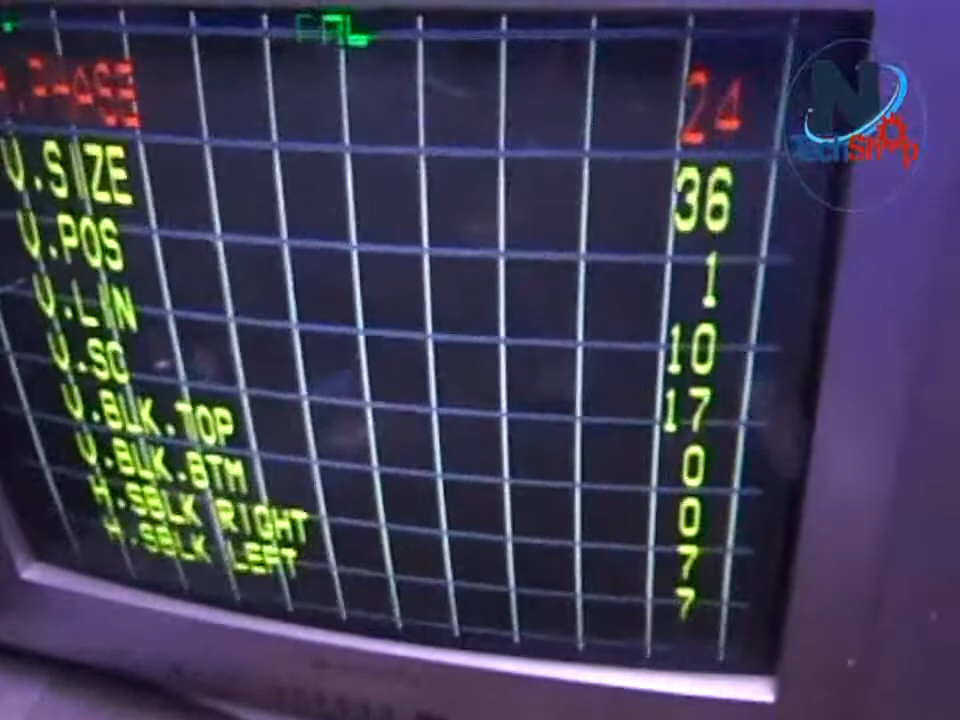 PAL
H.PHASE 24
V.SIZE 36
V.POS 1
V.LIN 10
V.SC 17
V.BLK.TOP 0
V.BLK.BTM 0
H.SBLK RIGHT 7
H.SBLK LEFT 7
N
TECHSHOP